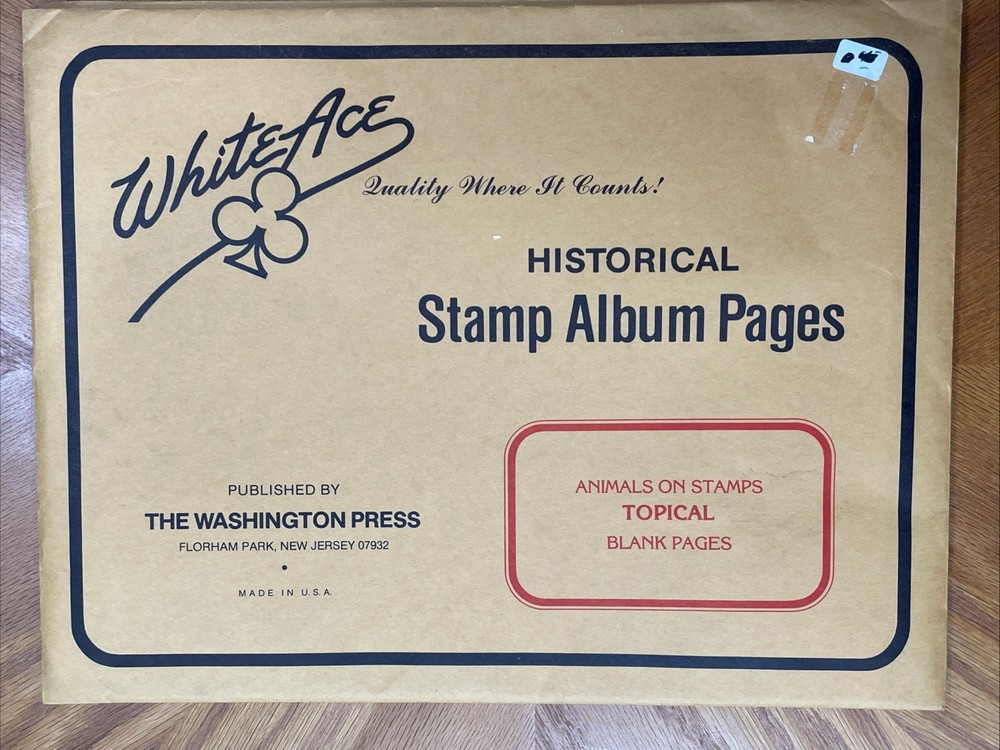 White Ace
Quality Where It Counts!
HISTORICAL
Stamp Album Pages
PUBLISHED BY
THE WASHINGTON PRESS
FLORHAM PARK, NEW JERSEY 07932
•
MADE IN U.S.A.
ANIMALS ON STAMPS
TOPICAL
BLANK PAGES